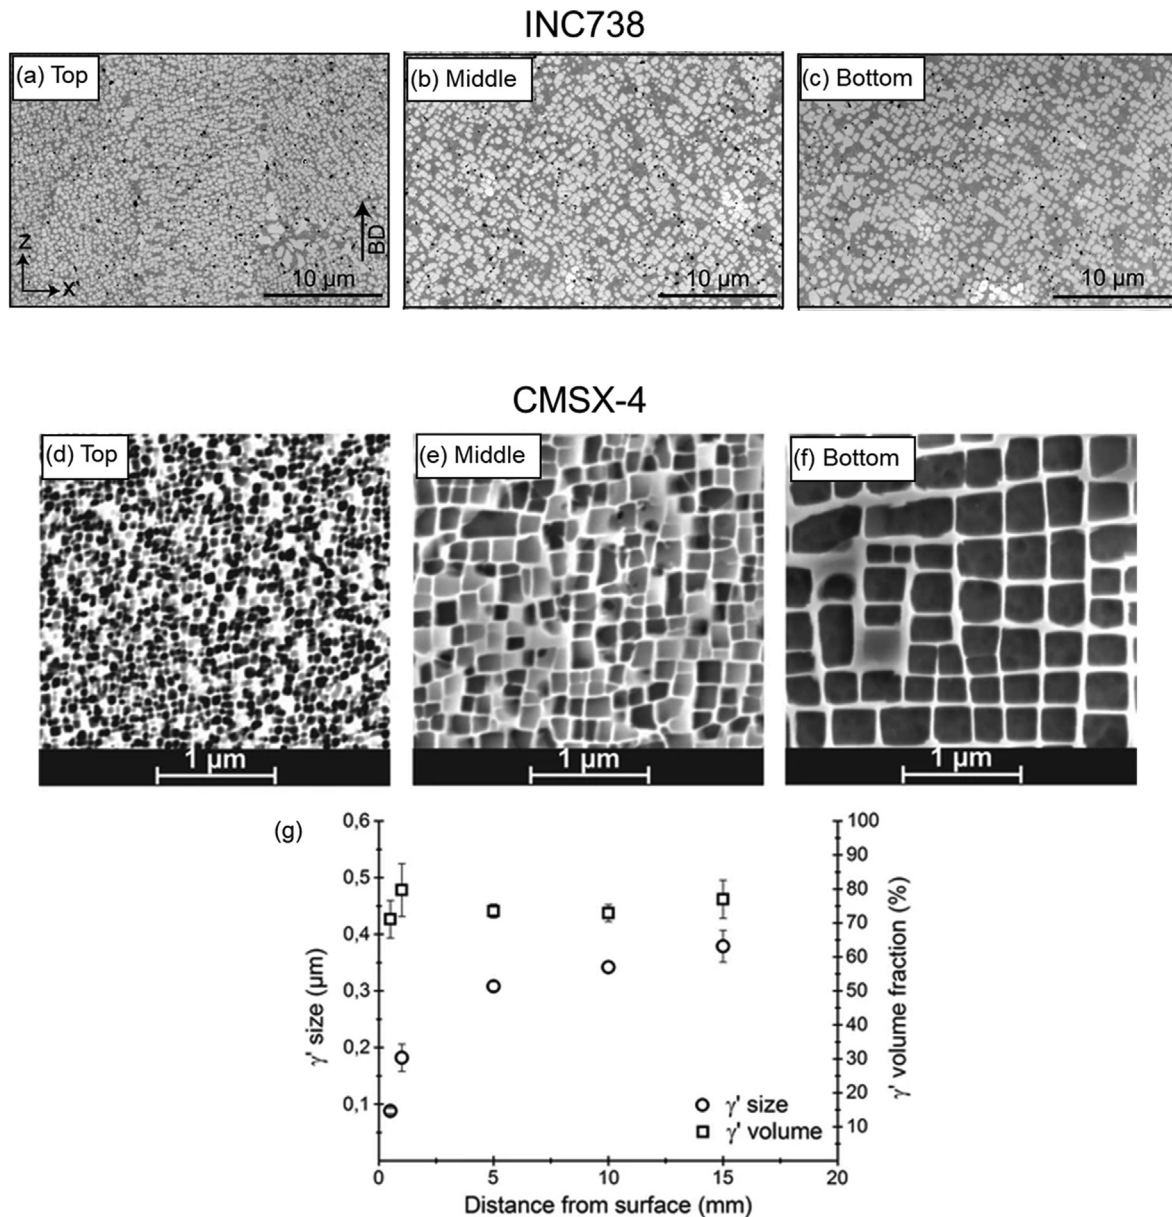 INC738
(a) Top
(b) Middle
(c) Bottom
Z
X
BD
10 µm
10 µm
10 µm
CMSX-4
(d) Top
(e) Middle
(f) Bottom
1 µm
1 µm
1 µm
(g)
0,6
0,5
0,4
0,3
0,2
0,1
γ' size (µm)
100
90
80
70
60
50
40
30
20
10
γ' volume fraction (%)
γ' size
γ' volume
0
5
10
15
20
Distance from surface (mm)